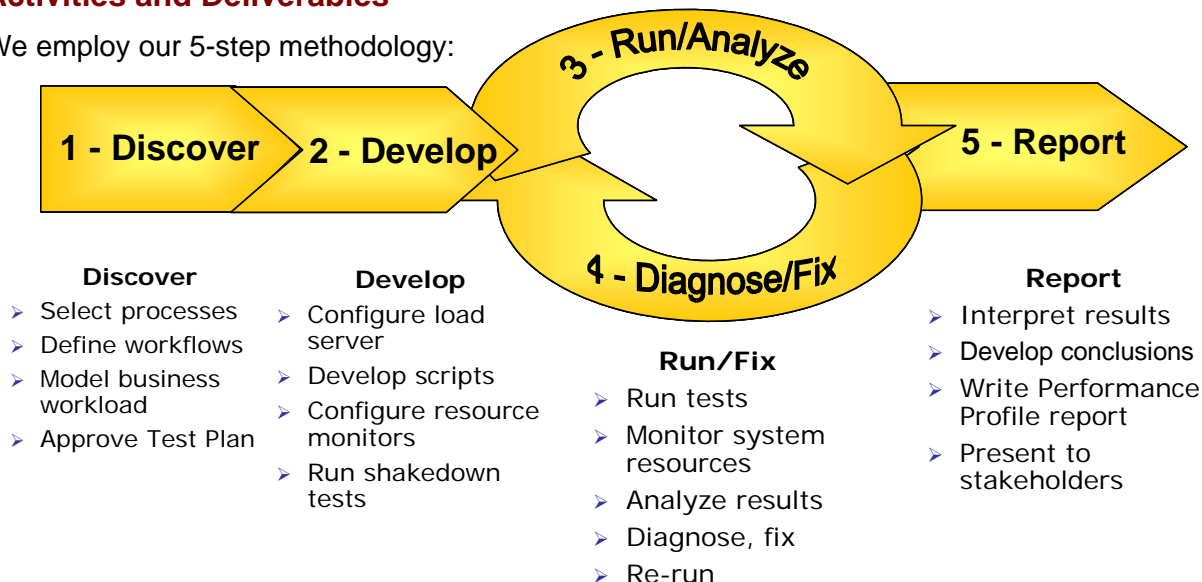 Activities and Deliverables
We employ our 5-step methodology:
1 - Discover
2 - Develop
3 - Run/Analyze
4 - Diagnose/Fix
5 - Report
Discover
➢ Select processes
➢ Define workflows
➢ Model business
workload
➢ Approve Test Plan
Develop
➢ Configure load
server
➢ Develop scripts
➢ Configure resource
monitors
➢ Run shakedown
tests
Run/Fix
➢ Run tests
➢ Monitor system
resources
➢ Analyze results
➢ Diagnose, fix
➢ Re-run
Report
➢ Interpret results
➢ Develop conclusions
➢ Write Performance
Profile report
➢ Present to
stakeholders